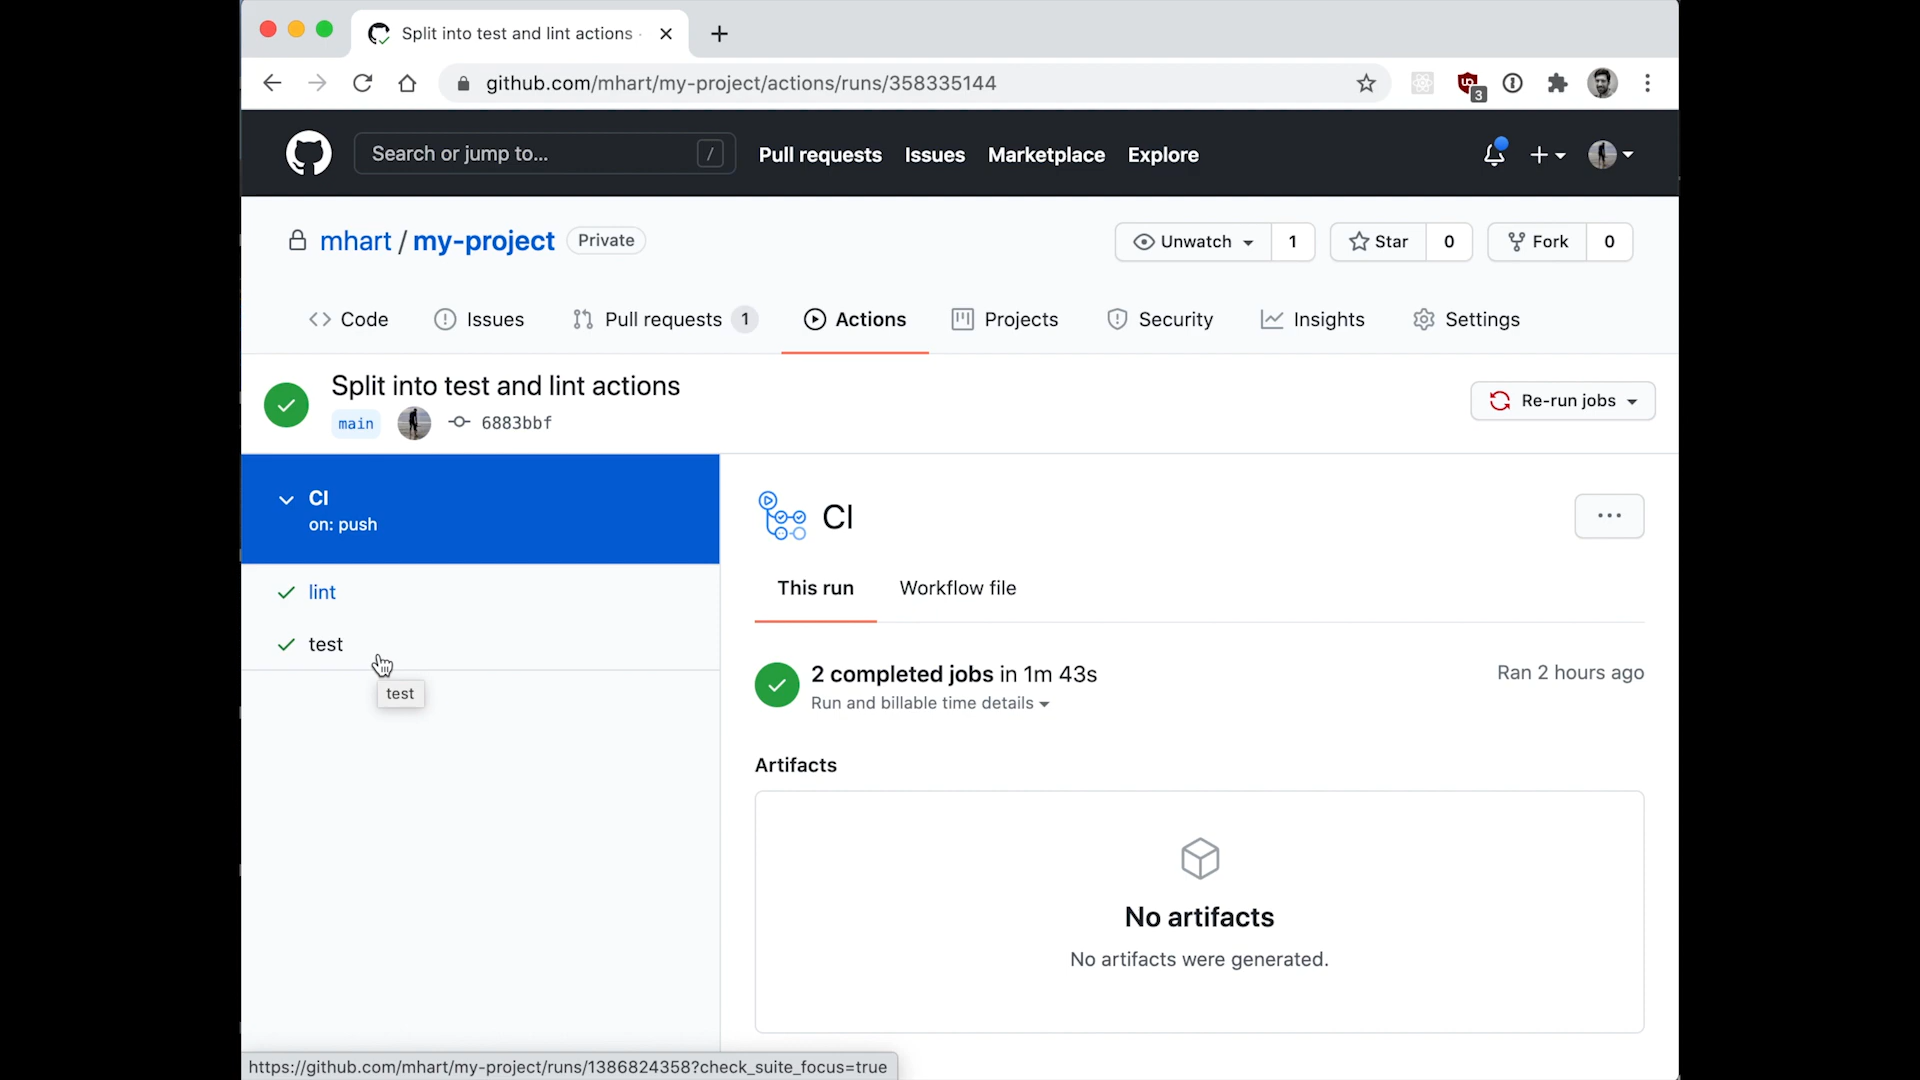 Split into test and lint actions
github.com/mhart/my-project/actions/runs/358335144
3
Search or jump to... /
Pull requests Issues Marketplace Explore
mhart / my-project Private
Unwatch 1 Star 0 Fork 0
Code Issues Pull requests 1 Actions Projects Security Insights Settings
Split into test and lint actions
main 6883bbf
Re-run jobs
CI
on: push
lint
test
test
CI
This run Workflow file
2 completed jobs in 1m 43s
Ran 2 hours ago
Run and billable time details
Artifacts
No artifacts
No artifacts were generated.
https://github.com/mhart/my-project/runs/1386824358?check_suite_focus=true